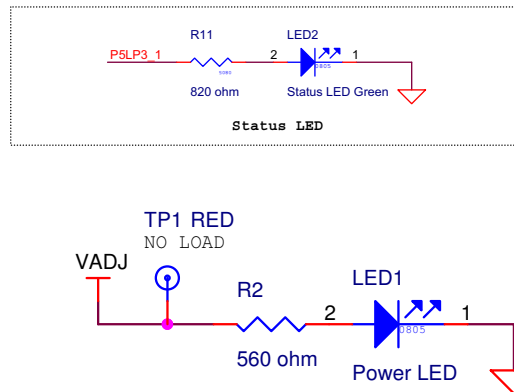 R11 LED2
P5LP3_1 2 1
0805
820 ohm Status LED Green
Status LED
TP1 RED
NO LOAD
VADJ
R2 LED1
2 1
0805
560 ohm Power LED